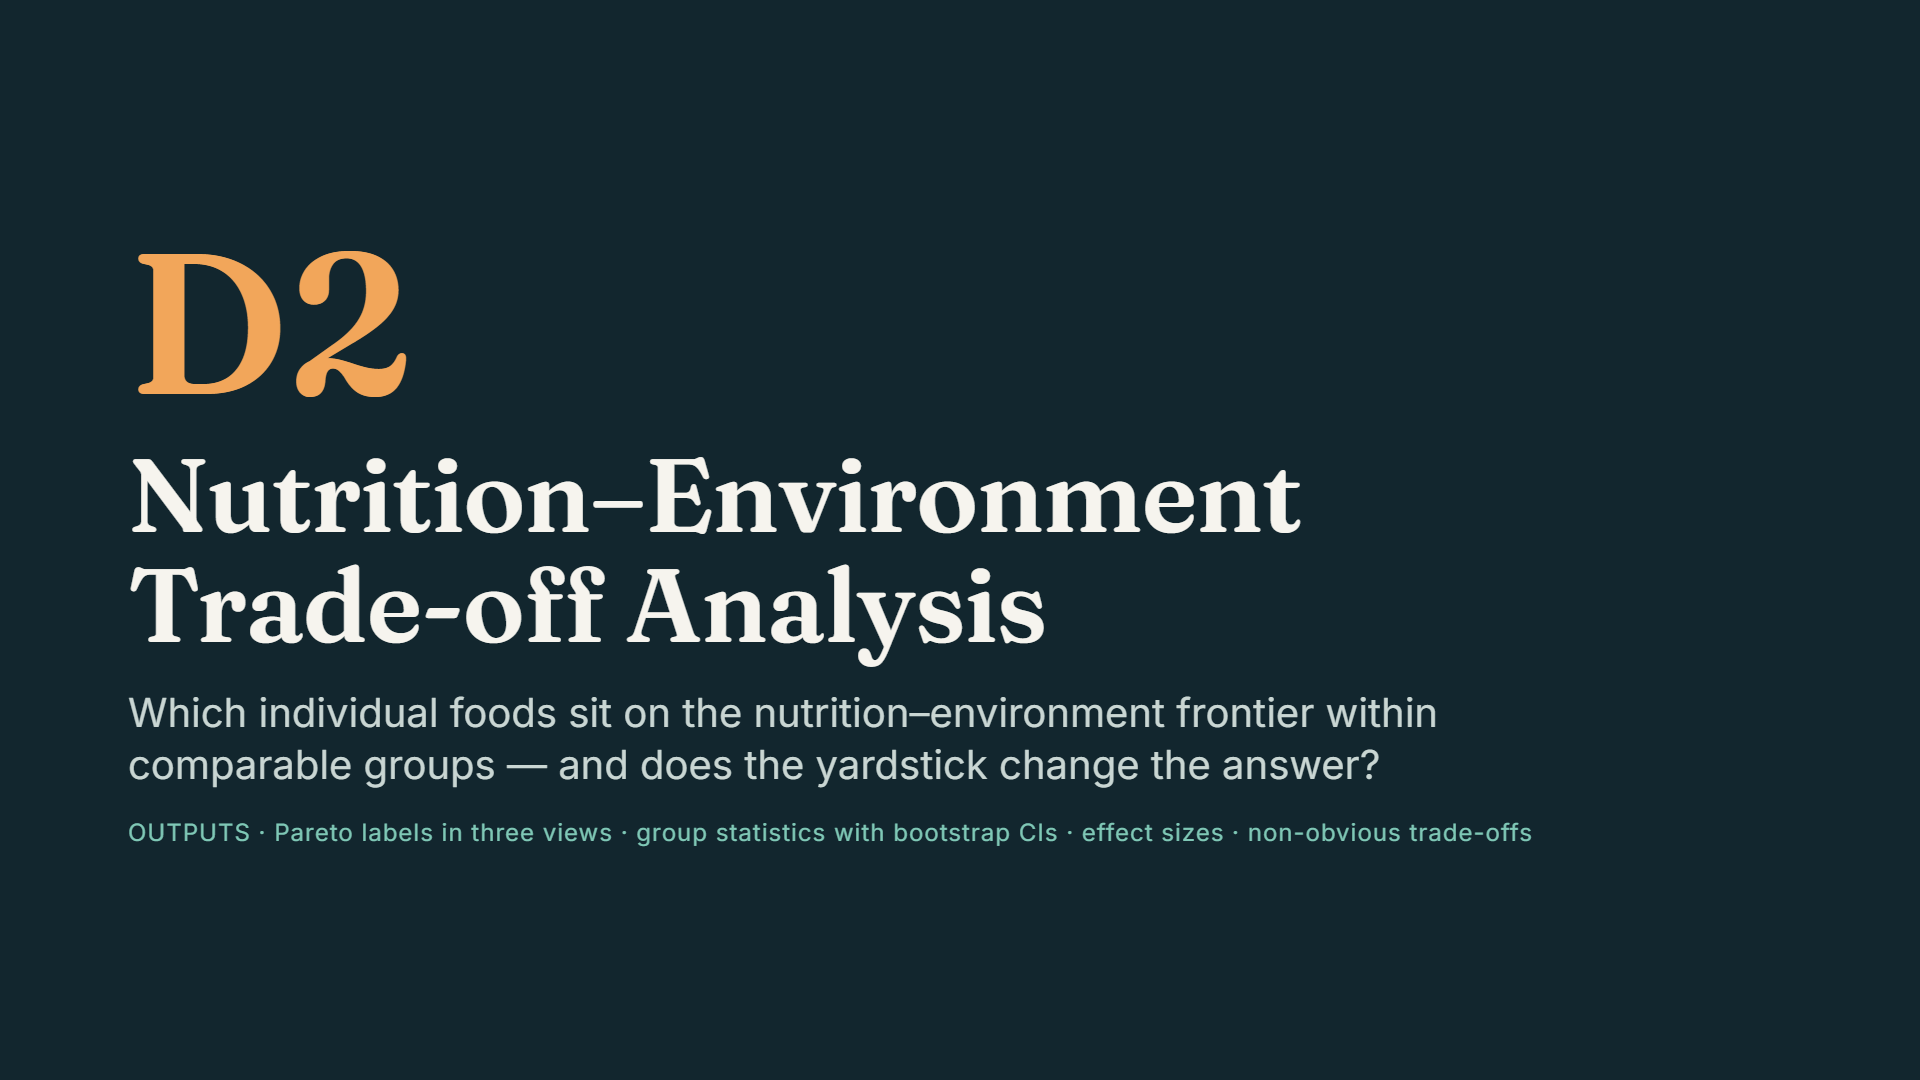 D2
Nutrition–Environment
Trade-off Analysis
Which individual foods sit on the nutrition–environment frontier within
comparable groups — and does the yardstick change the answer?
OUTPUTS · Pareto labels in three views · group statistics with bootstrap CIs · effect sizes · non-obvious trade-offs